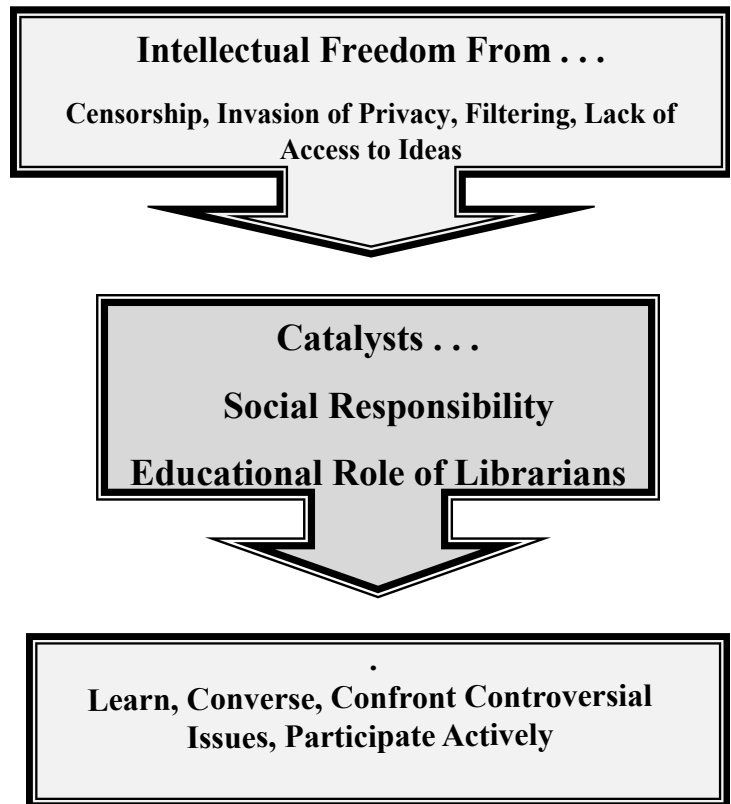 Intellectual Freedom From . . .
Censorship, Invasion of Privacy, Filtering, Lack of
Access to Ideas
Catalysts . . .
Social Responsibility
Educational Role of Librarians
.
Learn, Converse, Confront Controversial
Issues, Participate Actively